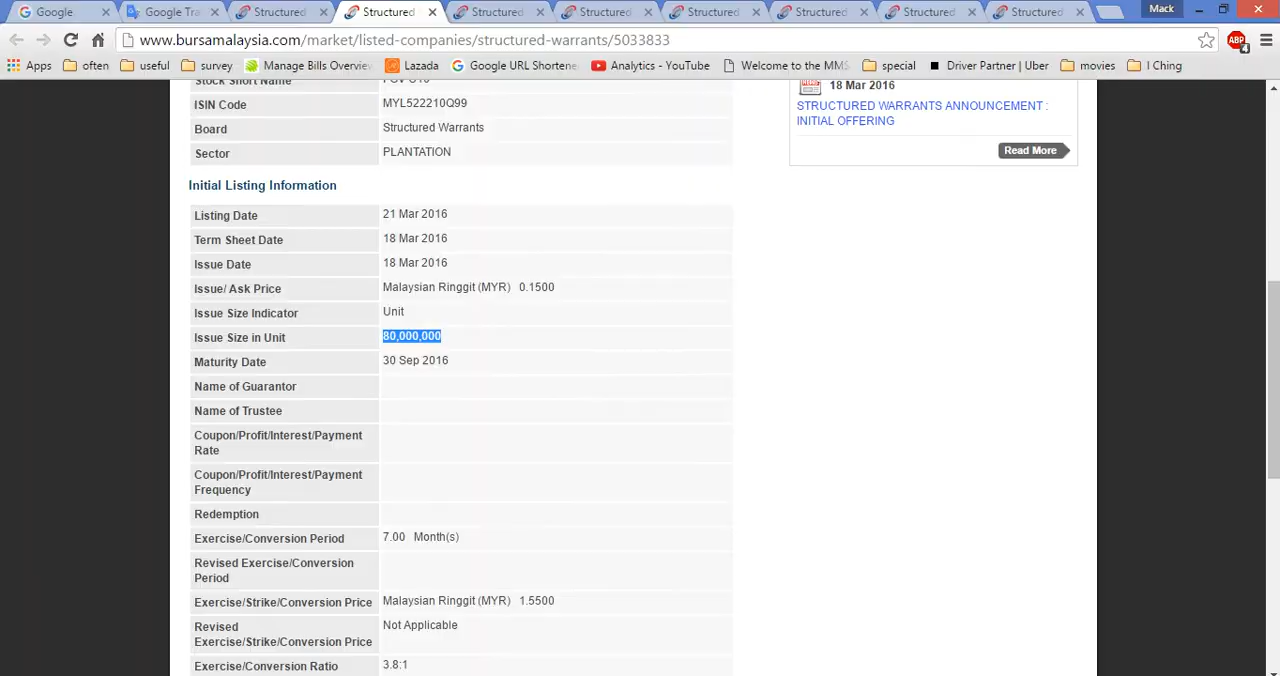 Google
Google Tra
Structured
Structured
Structured
Structured
Structured
Structured
Structured
Structured
Mack
www.bursamalaysia.com/market/listed-companies/structured-warrants/5033833
ABP
4
Apps
often
useful
survey
Manage Bills Overvie
Lazada
Google URL Shortene
Analytics - YouTube
Welcome to the MMS
special
Driver Partner | Uber
movies
I Ching
Stock Short Name
ISIN Code MYL522210Q99
Board Structured Warrants
Sector PLANTATION
18 Mar 2016
STRUCTURED WARRANTS ANNOUNCEMENT :
INITIAL OFFERING
Read More
Initial Listing Information
Listing Date 21 Mar 2016
Term Sheet Date 18 Mar 2016
Issue Date 18 Mar 2016
Issue/ Ask Price Malaysian Ringgit (MYR) 0.1500
Issue Size Indicator Unit
Issue Size in Unit 80,000,000
Maturity Date 30 Sep 2016
Name of Guarantor
Name of Trustee
Coupon/Profit/Interest/Payment
Rate
Coupon/Profit/Interest/Payment
Frequency
Redemption
Exercise/Conversion Period 7.00 Month(s)
Revised Exercise/Conversion
Period
Exercise/Strike/Conversion Price Malaysian Ringgit (MYR) 1.5500
Revised Not Applicable
Exercise/Strike/Conversion Price
Exercise/Conversion Ratio 3.8:1